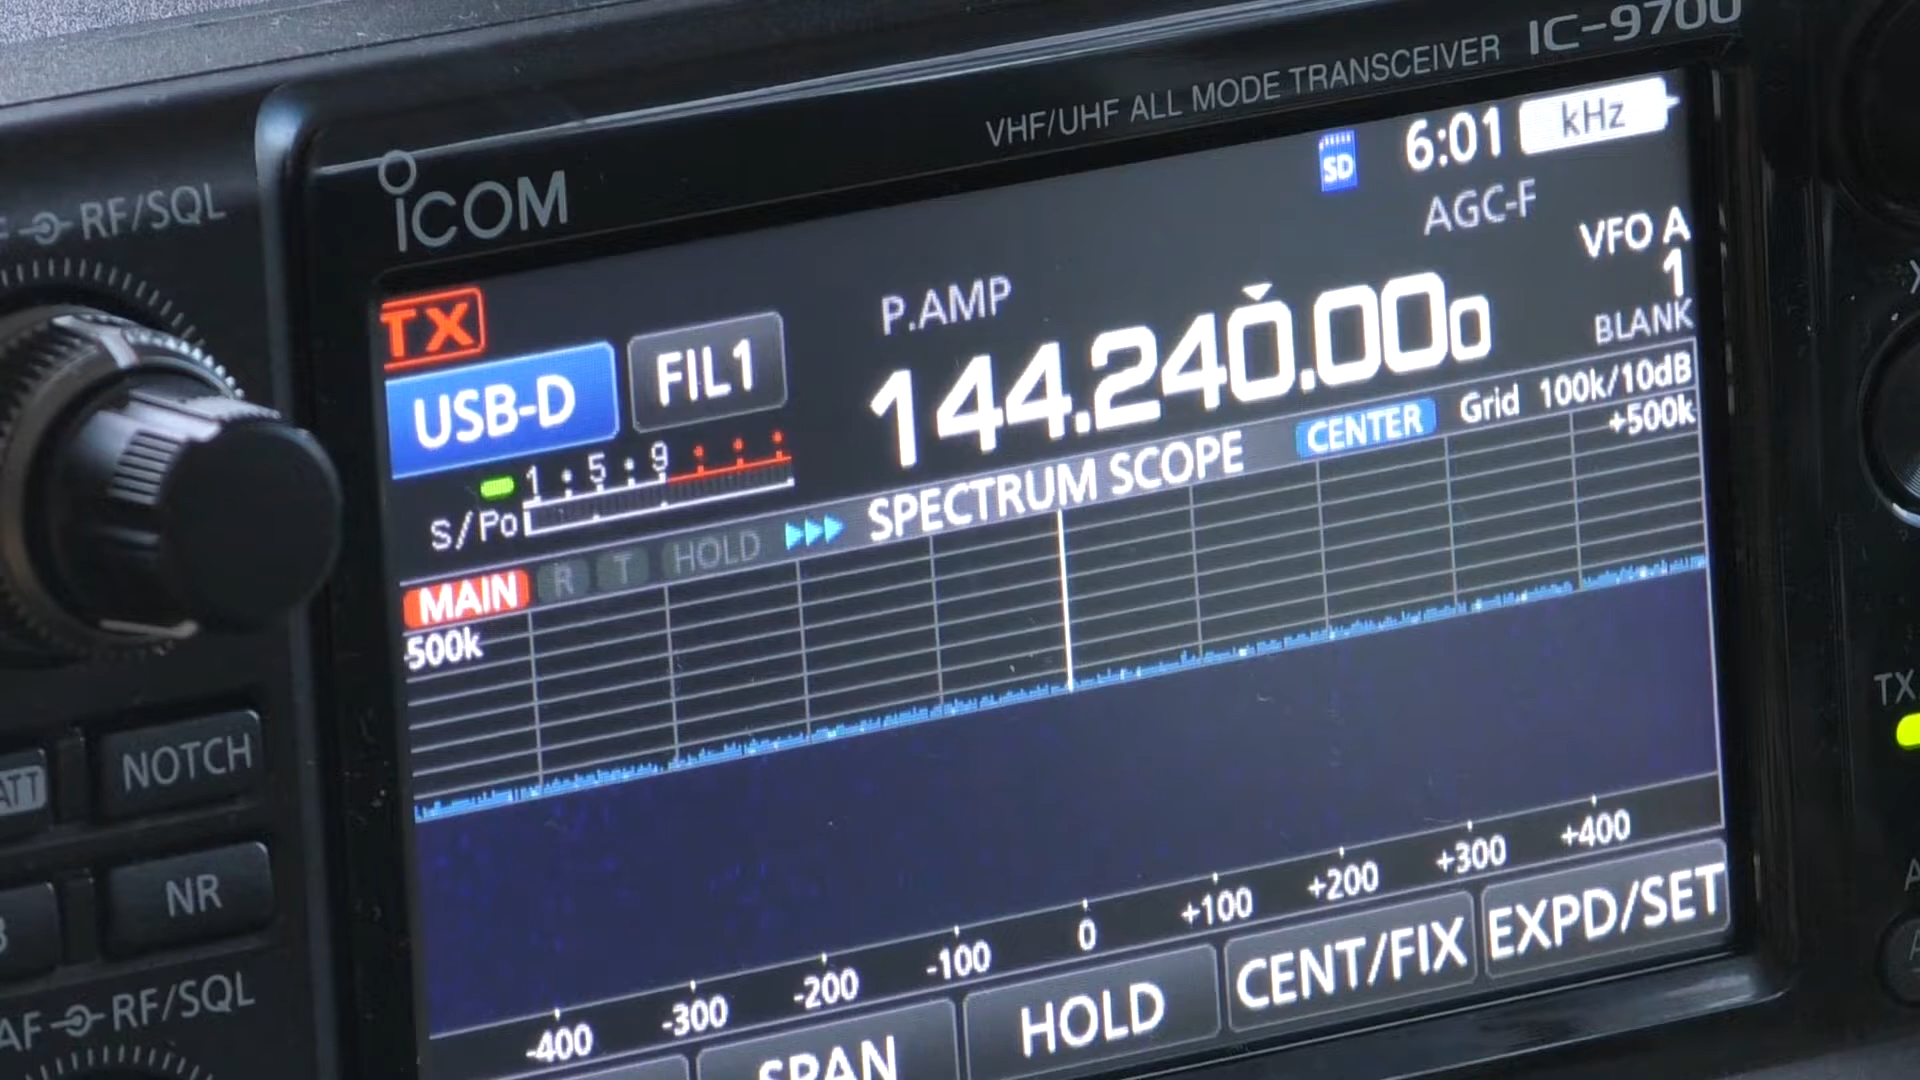 IC-9700
VHF/UHF ALL MODE TRANSCEIVER
ICOM
RF/SQL
SD
6:01
kHz
AGC-F
VFO A
1
BLANK
TX
P.AMP
USB-D
FIL1
144.240.000
1 : 5 : 9
S/Po
SPECTRUM SCOPE
CENTER
Grid 100k/10dB
+500k
MAIN
R
T
HOLD
-500k
-400
-300
-200
-100
0
+100
+200
+300
+400
SPAN
HOLD
CENT/FIX
EXPD/SET
NOTCH
ATT
NR
AF
RF/SQL
TX